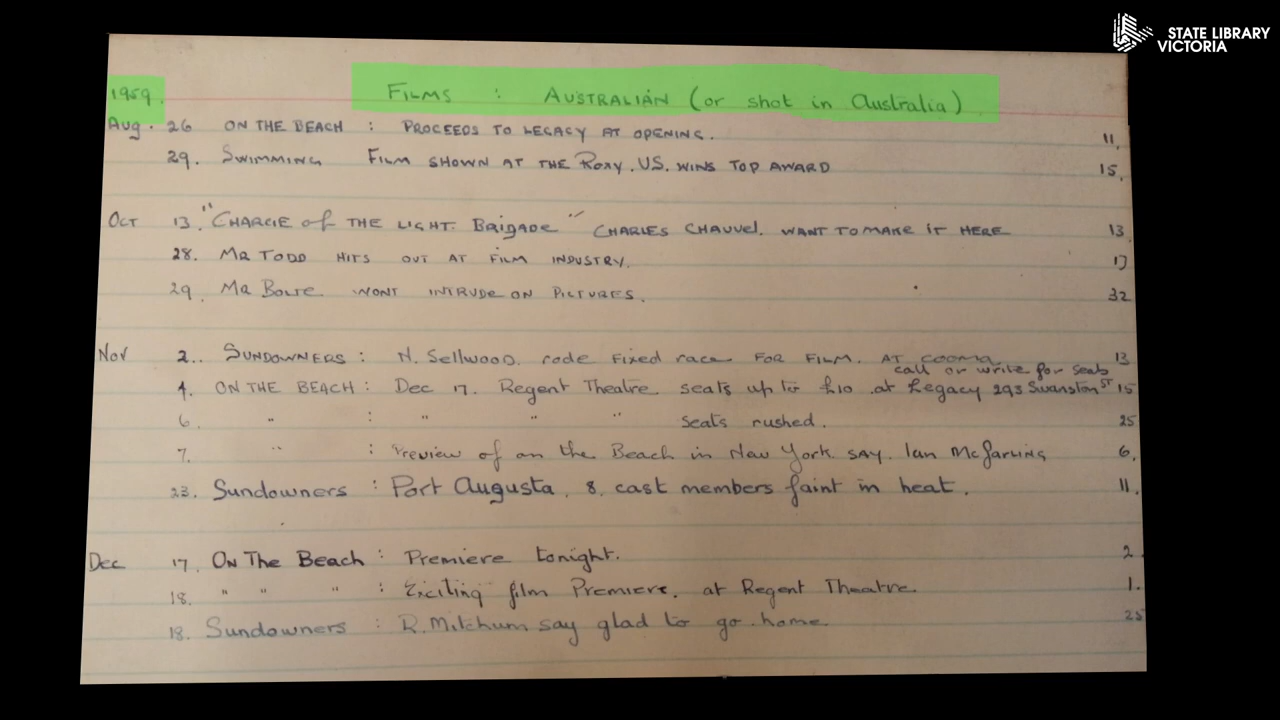 STATE LIBRARY
VICTORIA
1959. FILMS : AUSTRALIAN (or shot in Australia)
Aug. 26 ON THE BEACH : PROCEEDS TO LEGACY AT OPENING. 11.
29. SWIMMING FILM SHOWN AT THE ROXY. U.S. WINS TOP AWARD 15.
OCT 13. "CHARGE of THE LIGHT. BRigADe" CHARLES CHAUVel. WANT TO MAKE IT HERE 13
28. MR TODD HITS OUT AT FILM INDUSTRY. 17
29. MR BOLTE WONT INTRUDE ON PICTURES. 32
Nov 2.. SUNDOWNERS : N. Sellwood. rode fixed race FOR FILM. AT COOMA 13
call or write for seats
4. ON THE BEACH : Dec 17. Regent Theatre seats up to £10 .at Legacy 293 Swanston ST 15
6. " : " " " seats rushed. 25
7. " : Preview of on the Beach in New York SAY. Ian 6.
23. Sundowners : Port Augusta. 8. cast members faint in heat. 11.
Dec 17. ON The Beach : Premiere tonight. 2.
18. " " " : Exciting film Premiere. at Regent Theatre. 1.
18. Sundowners : R. Mitchum say glad to go home. 25